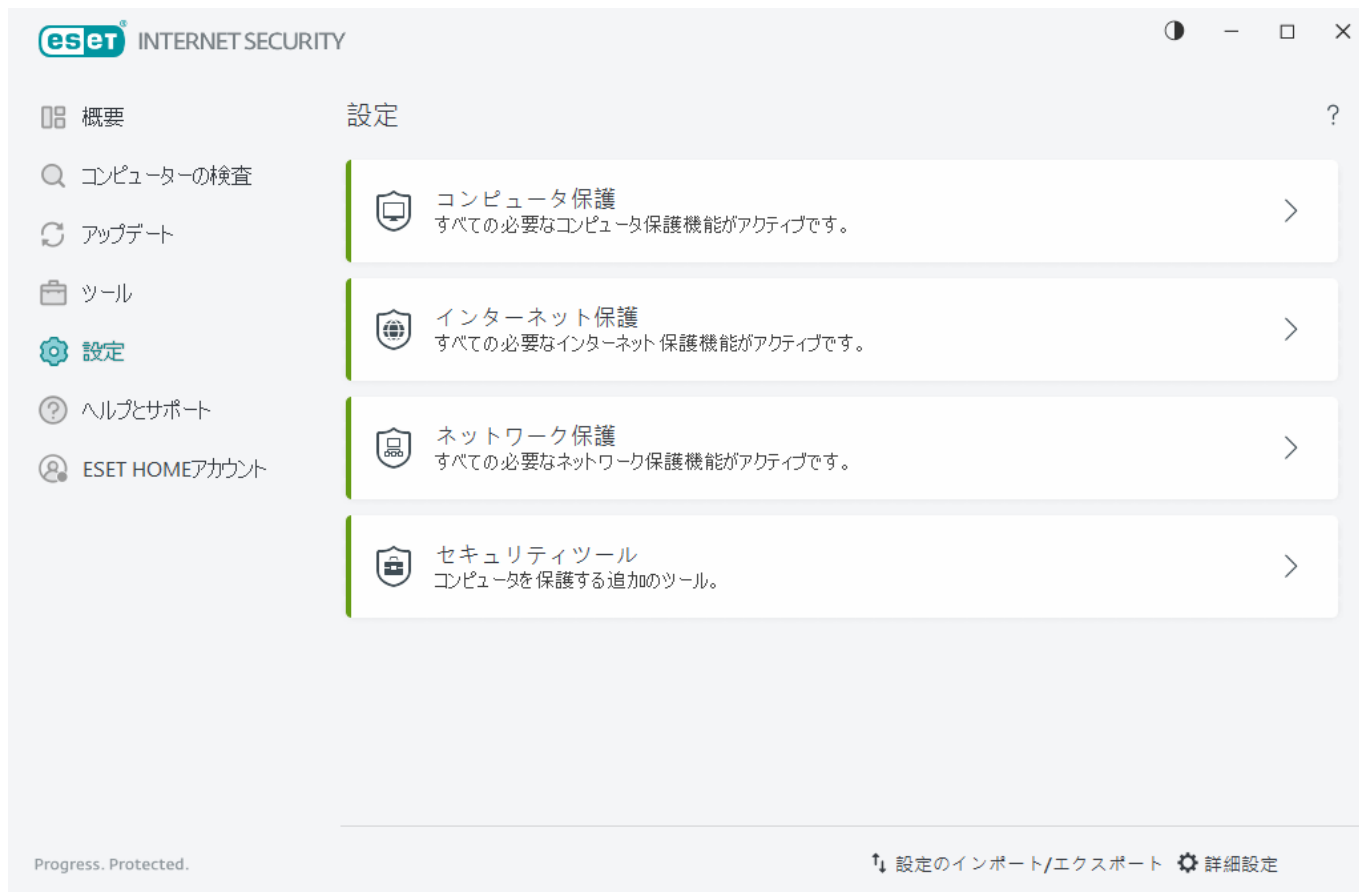 eseT® INTERNET SECURITY
概要
コンピューターの検査
アップデート
ツール
設定
ヘルプとサポート
ESET HOMEアカウント
設定
?
コンピュータ保護
すべての必要なコンピュータ保護機能がアクティブです。
インターネット保護
すべての必要なインターネット保護機能がアクティブです。
ネットワーク保護
すべての必要なネットワーク保護機能がアクティブです。
セキュリティツール
コンピュータを保護する追加のツール。
Progress. Protected.
設定のインポート/エクスポート 詳細設定